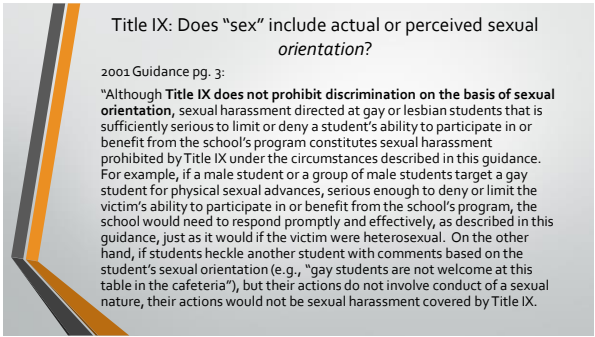 Title IX: Does “sex” include actual or perceived sexual
orientation?
2001 Guidance pg. 3:
“Although Title IX does not prohibit discrimination on the basis of sexual
orientation, sexual harassment directed at gay or lesbian students that is
sufficiently serious to limit or deny a student’s ability to participate in or
benefit from the school’s program constitutes sexual harassment
prohibited by Title IX under the circumstances described in this guidance.
For example, if a male student or a group of male students target a gay
student for physical sexual advances, serious enough to deny or limit the
victim’s ability to participate in or benefit from the school’s program, the
school would need to respond promptly and effectively, as described in this
guidance, just as it would if the victim were heterosexual.  On the other
hand, if students heckle another student with comments based on the
student’s sexual orientation (e.g., “gay students are not welcome at this
table in the cafeteria”), but their actions do not involve conduct of a sexual
nature, their actions would not be sexual harassment covered by Title IX.